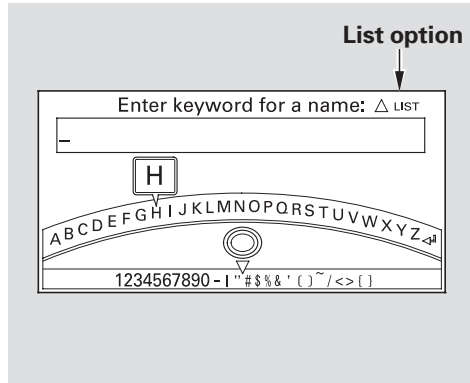 List option
Enter keyword for a name: △ LIST
_
H
ABCDEFGHIJKLMNOPQRSTUVWXYZ
1234567890-|"#$%&'()~/<>[]